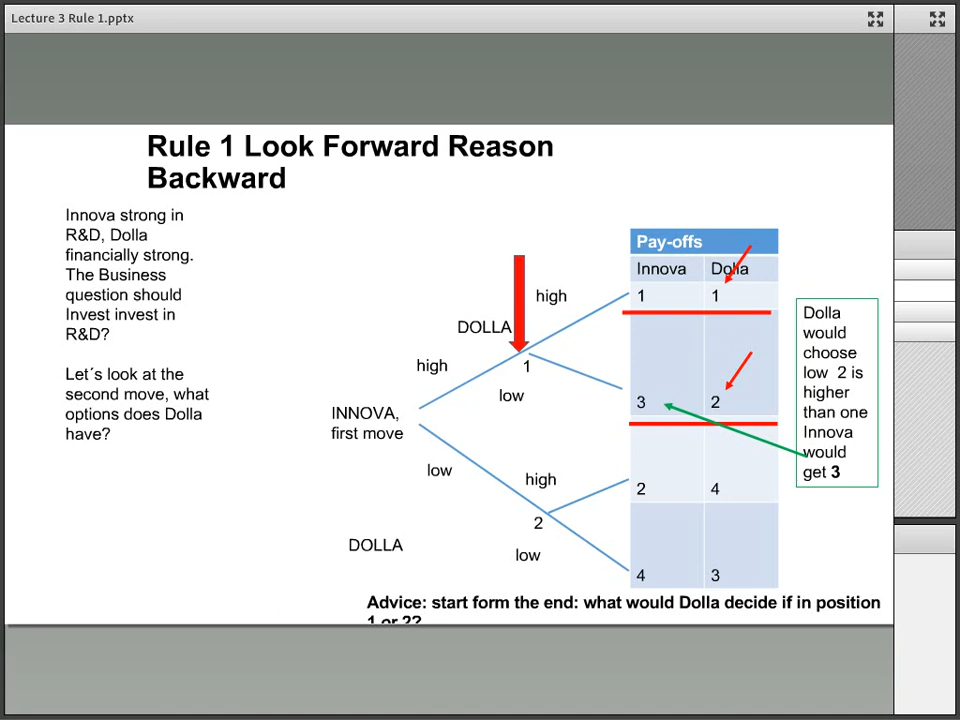 Lecture 3 Rule 1.pptx
Rule 1 Look Forward Reason
Backward
Innova strong in
R&D, Dolla
financially strong.
The Business
question should
Invest invest in
R&D?
Let´s look at the
second move, what
options does Dolla
have?
INNOVA,
first move
high
low
DOLLA
1
high
low
2
high
low
DOLLA
Pay-offs
Innova Dolla
1 1
3 2
2 4
4 3
Dolla
would
choose
low 2 is
higher
than one
Innova
would
get 3
Advice: start form the end: what would Dolla decide if in position
1 or 2?